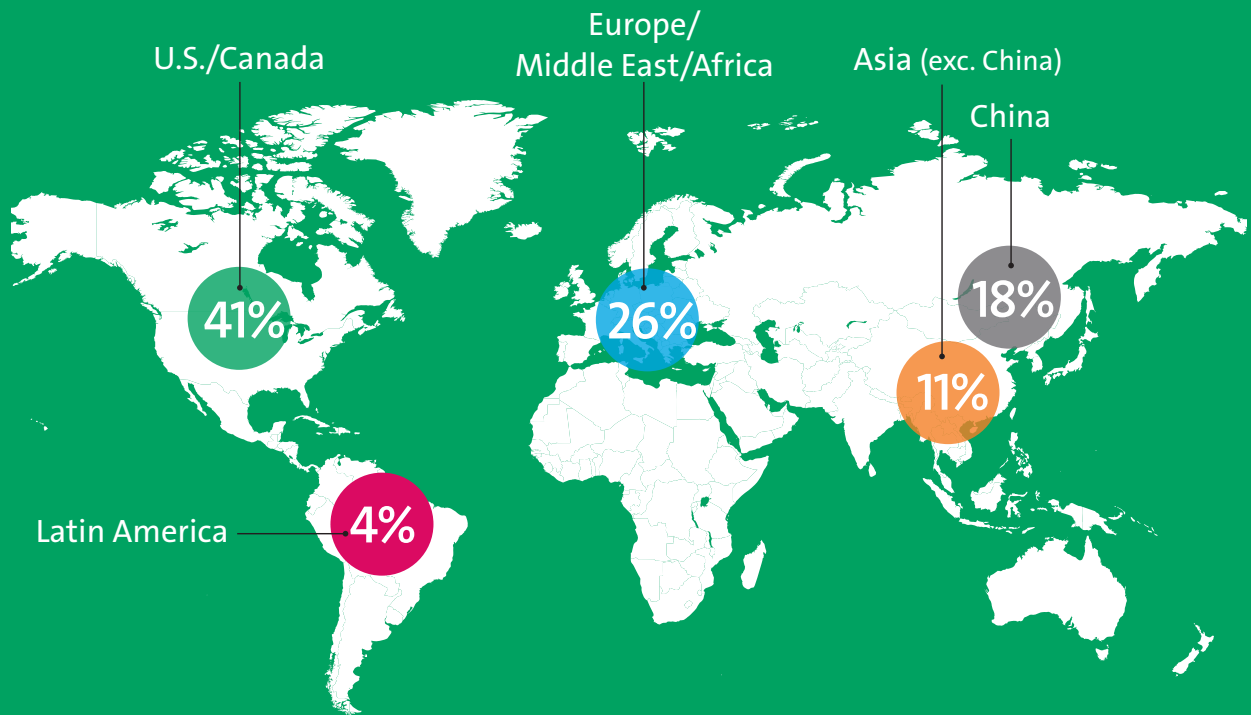 U.S./Canada
Europe/
Middle East/Africa
Asia (exc. China)
China
41%
26%
18%
11%
Latin America
4%